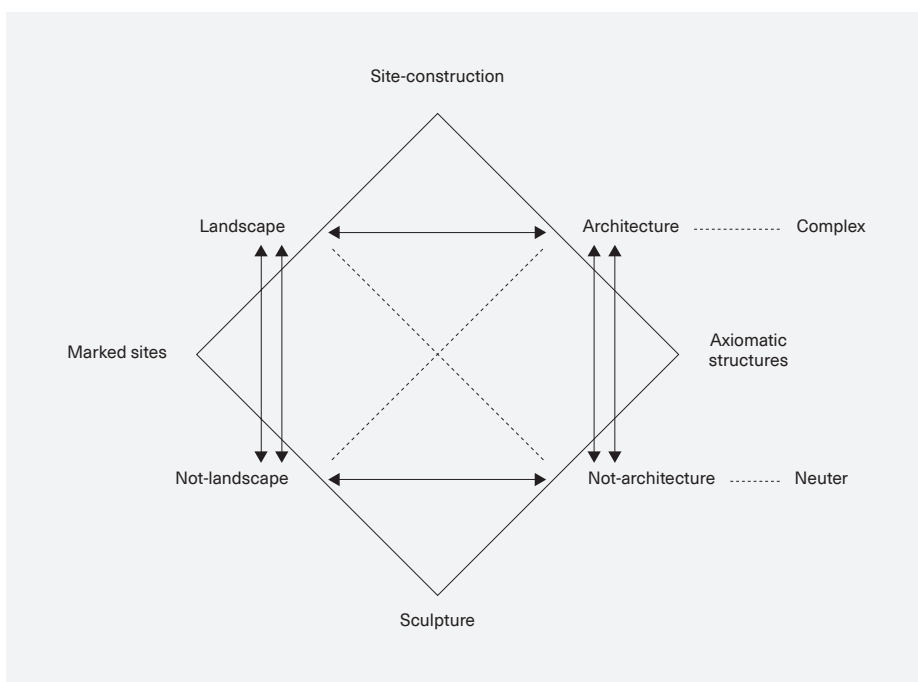 Site-construction
Landscape
Architecture
Complex
Marked sites
Axiomatic
structures
Not-landscape
Not-architecture
Neuter
Sculpture